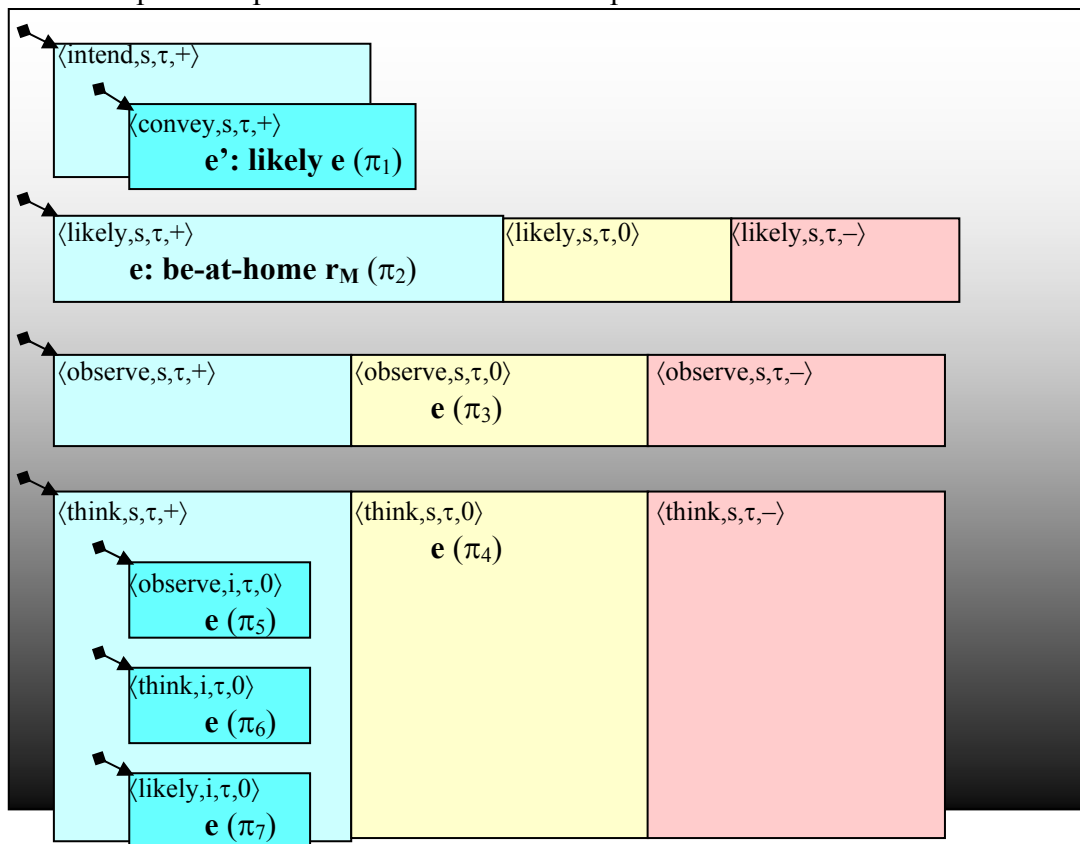 ⟨intend,s,τ,+⟩
⟨convey,s,τ,+⟩
e’: likely e (π₁)
⟨likely,s,τ,+⟩ ⟨likely,s,τ,0⟩ ⟨likely,s,τ,–⟩
e: be-at-home r_M (π₂)
⟨observe,s,τ,+⟩ ⟨observe,s,τ,0⟩ ⟨observe,s,τ,–⟩
e (π₃)
⟨think,s,τ,+⟩ ⟨think,s,τ,0⟩ ⟨think,s,τ,–⟩
e (π₄)
⟨observe,i,τ,0⟩
e (π₅)
⟨think,i,τ,0⟩
e (π₆)
⟨likely,i,τ,0⟩
e (π₇)